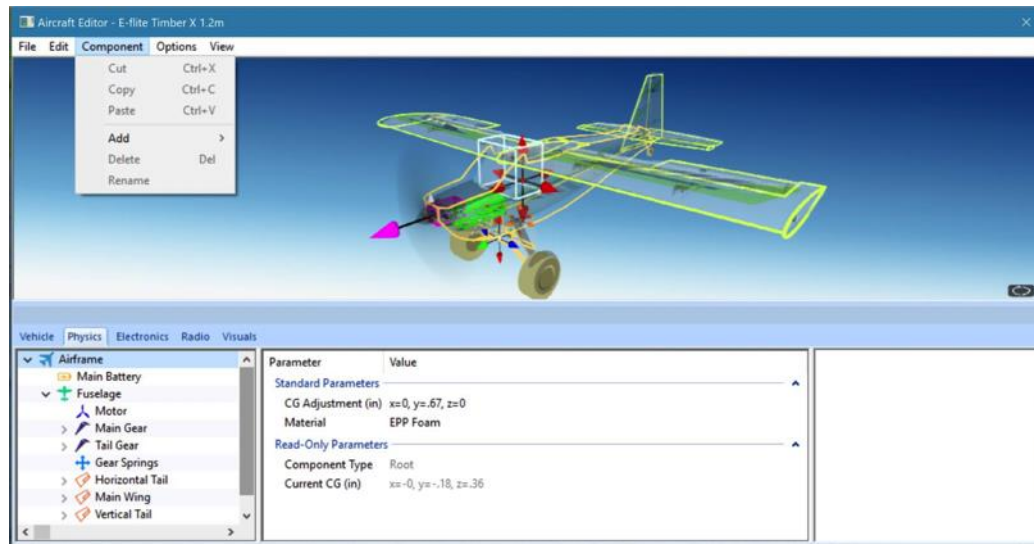 Aircraft Editor - E-flite Timber X 1.2m
File Edit Component Options View
Cut Ctrl+X
Copy Ctrl+C
Paste Ctrl+V
Add
Delete Del
Rename
Vehicle Physics Electronics Radio Visuals
Airframe
Main Battery
Fuselage
Motor
Main Gear
Tail Gear
Gear Springs
Horizontal Tail
Main Wing
Vertical Tail
Parameter Value
Standard Parameters
CG Adjustment (in) x=0, y=.67, z=0
Material EPP Foam
Read-Only Parameters
Component Type Root
Current CG (in) x=-0, y=-.18, z=.36